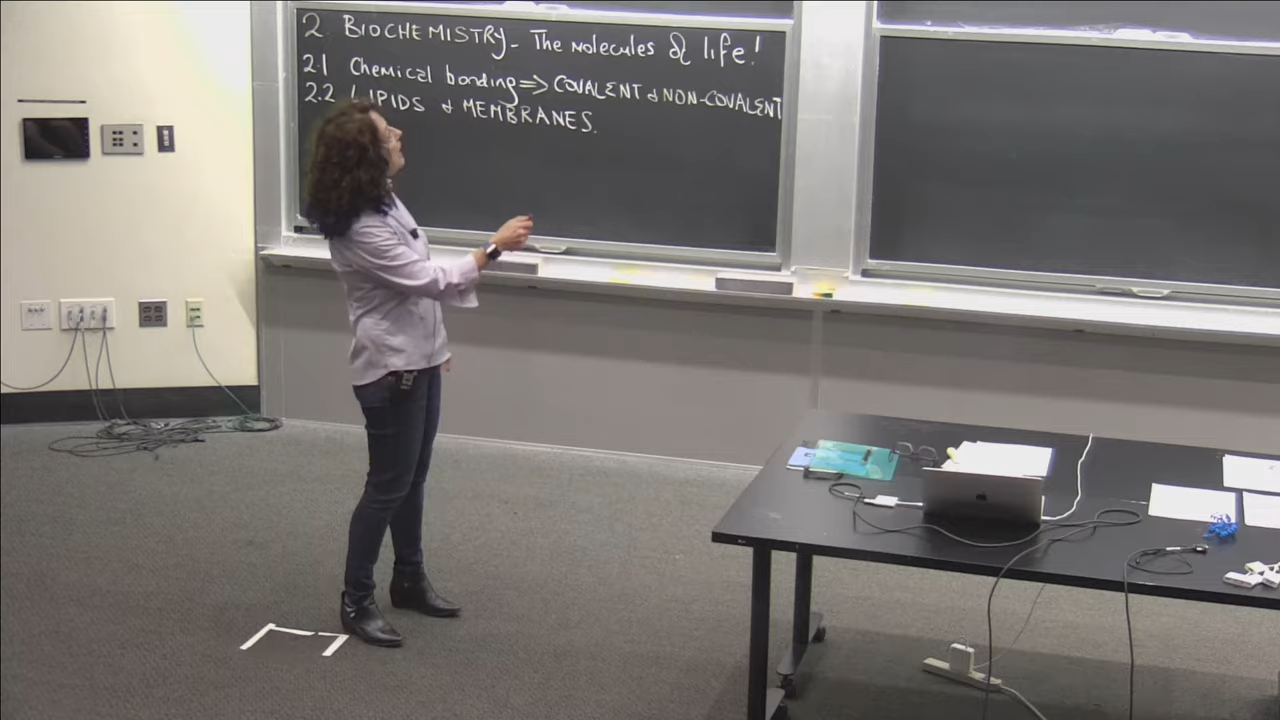 2 BIOCHEMISTRY - The molecules of life!
2.1 Chemical bonding => COVALENT & NON-COVALENT
2.2 LIPIDS & MEMBRANES.